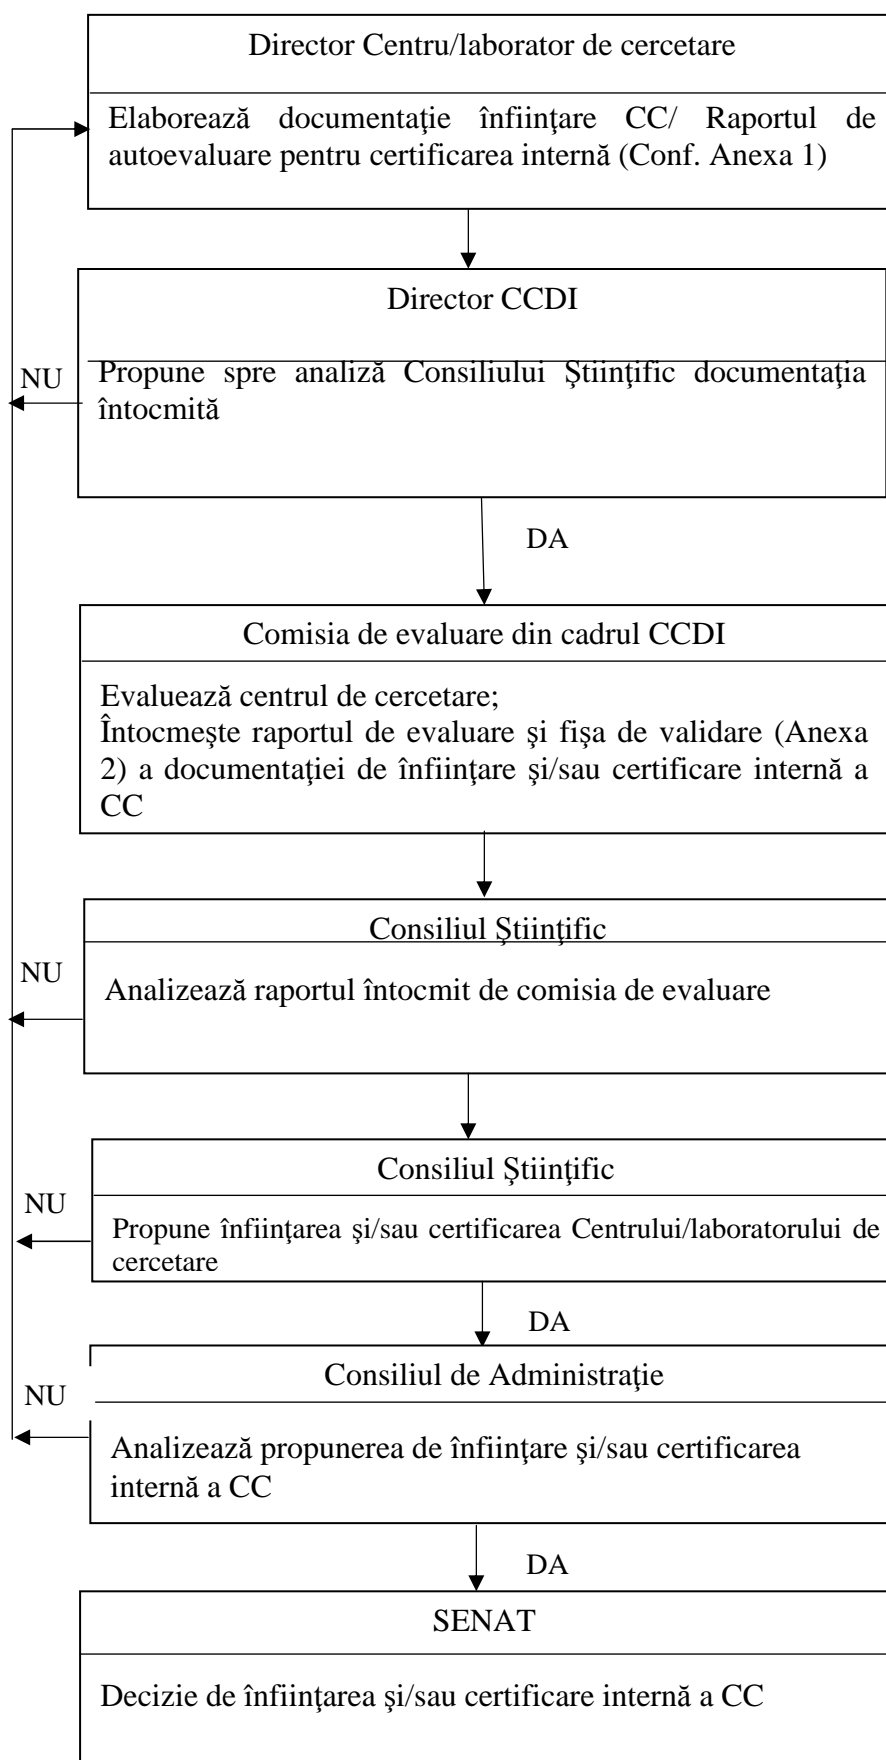 Director Centru/laborator de cercetare
Elaborează documentaţie înfiinţare CC/ Raportul de
autoevaluare pentru certificarea internă (Conf. Anexa 1)
Director CCDI
NU
Propune spre analiză Consiliului Ştiinţific documentaţia
întocmită
DA
Comisia de evaluare din cadrul CCDI
Evaluează centrul de cercetare;
Întocmeşte raportul de evaluare şi fişa de validare (Anexa
2) a documentaţiei de înfiinţare şi/sau certificare internă a
CC
Consiliul Ştiinţific
NU
Analizează raportul întocmit de comisia de evaluare
Consiliul Ştiinţific
NU
Propune înfiinţarea şi/sau certificarea Centrului/laboratorului de
cercetare
DA
Consiliul de Administraţie
NU
Analizează propunerea de înfiinţare şi/sau certificarea
internă a CC
DA
SENAT
Decizie de înfiinţarea şi/sau certificare internă a CC